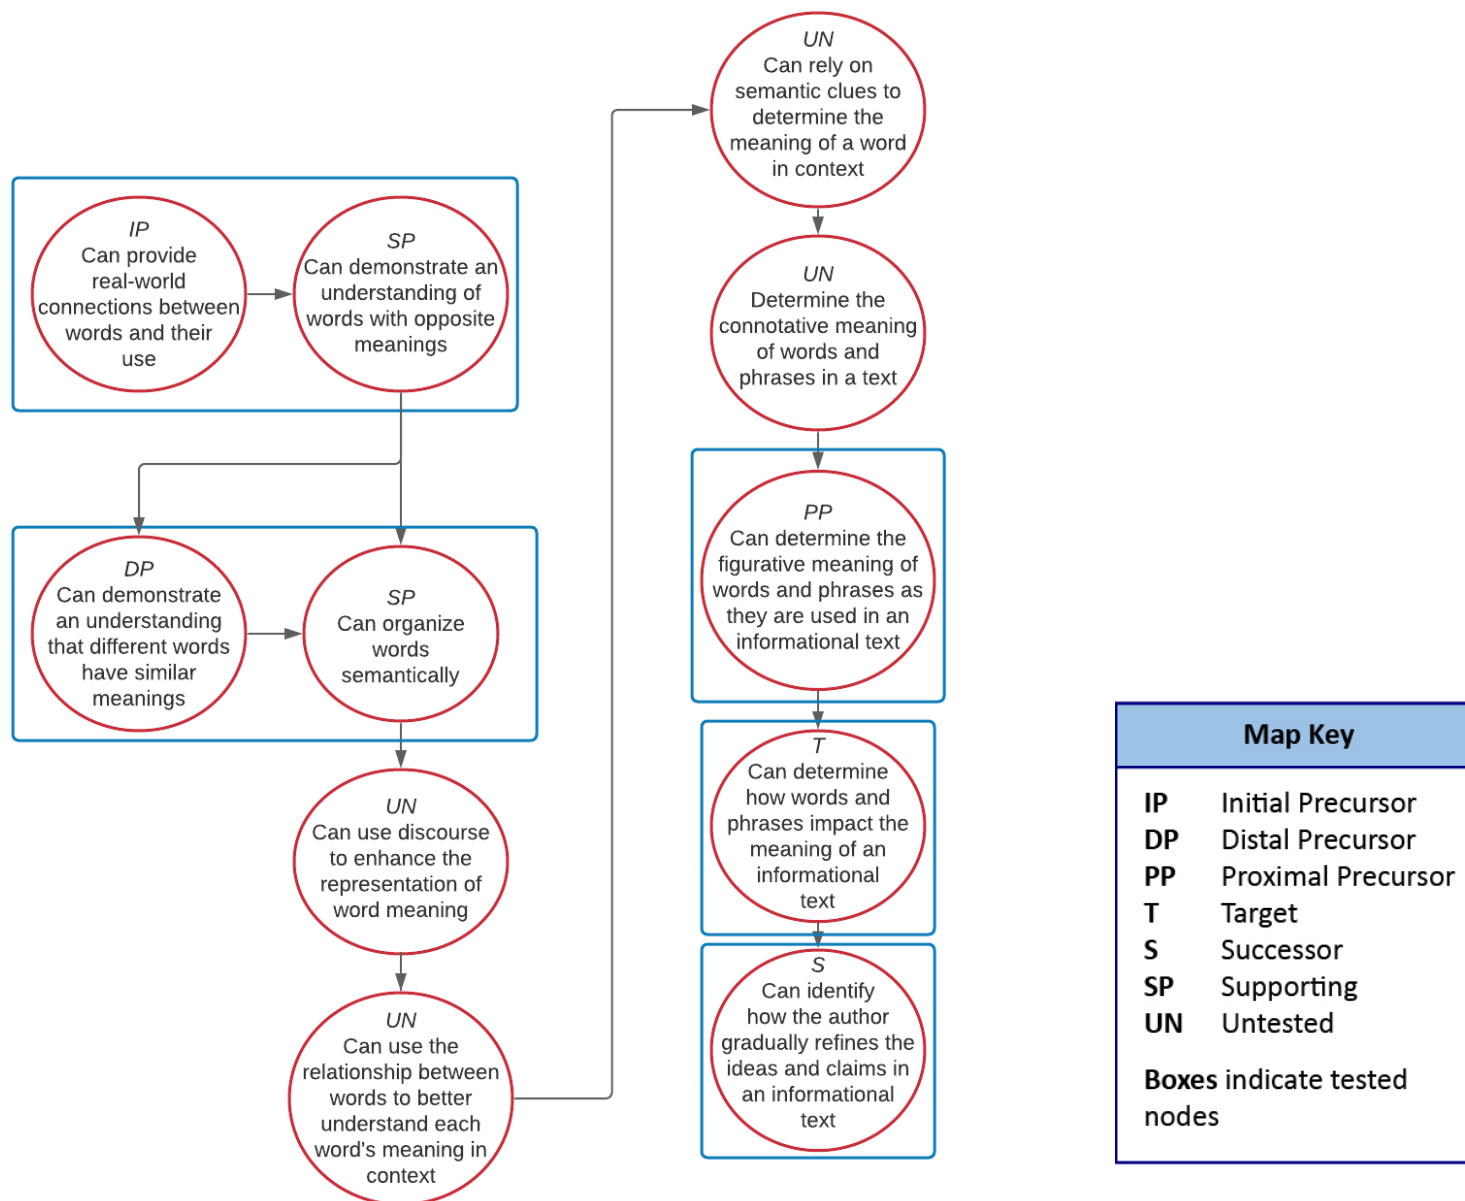 IP
Can provide
real-world
connections between
words and their
use
SP
Can demonstrate an
understanding of
words with opposite
meanings
DP
Can demonstrate
an understanding
that different words
have similar
meanings
SP
Can organize
words
semantically
UN
Can use discourse
to enhance the
representation of
word meaning
UN
Can use the
relationship between
words to better
understand each
word's meaning in
context
UN
Can rely on
semantic clues to
determine the
meaning of a word
in context
UN
Determine the
connotative meaning
of words and
phrases in a text
PP
Can determine the
figurative meaning of
words and phrases as
they are used in an
informational text
T
Can determine
how words and
phrases impact the
meaning of an
informational
text
S
Can identify
how the author
gradually refines the
ideas and claims in
an informational
text
Map Key
IP Initial Precursor
DP Distal Precursor
PP Proximal Precursor
T Target
S Successor
SP Supporting
UN Untested
Boxes indicate tested
nodes